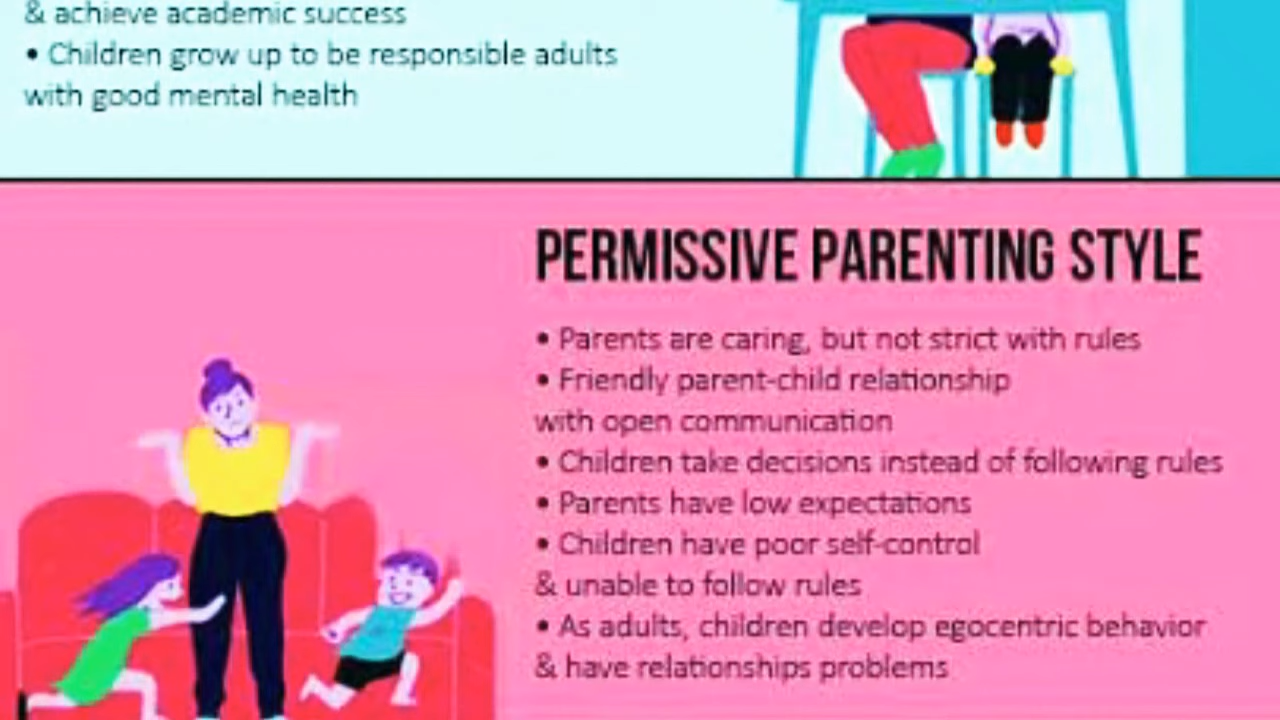 & achieve academic success
• Children grow up to be responsible adults
with good mental health
PERMISSIVE PARENTING STYLE
• Parents are caring, but not strict with rules
• Friendly parent-child relationship
with open communication
• Children take decisions instead of following rules
• Parents have low expectations
• Children have poor self-control
& unable to follow rules
• As adults, children develop egocentric behavior
& have relationships problems